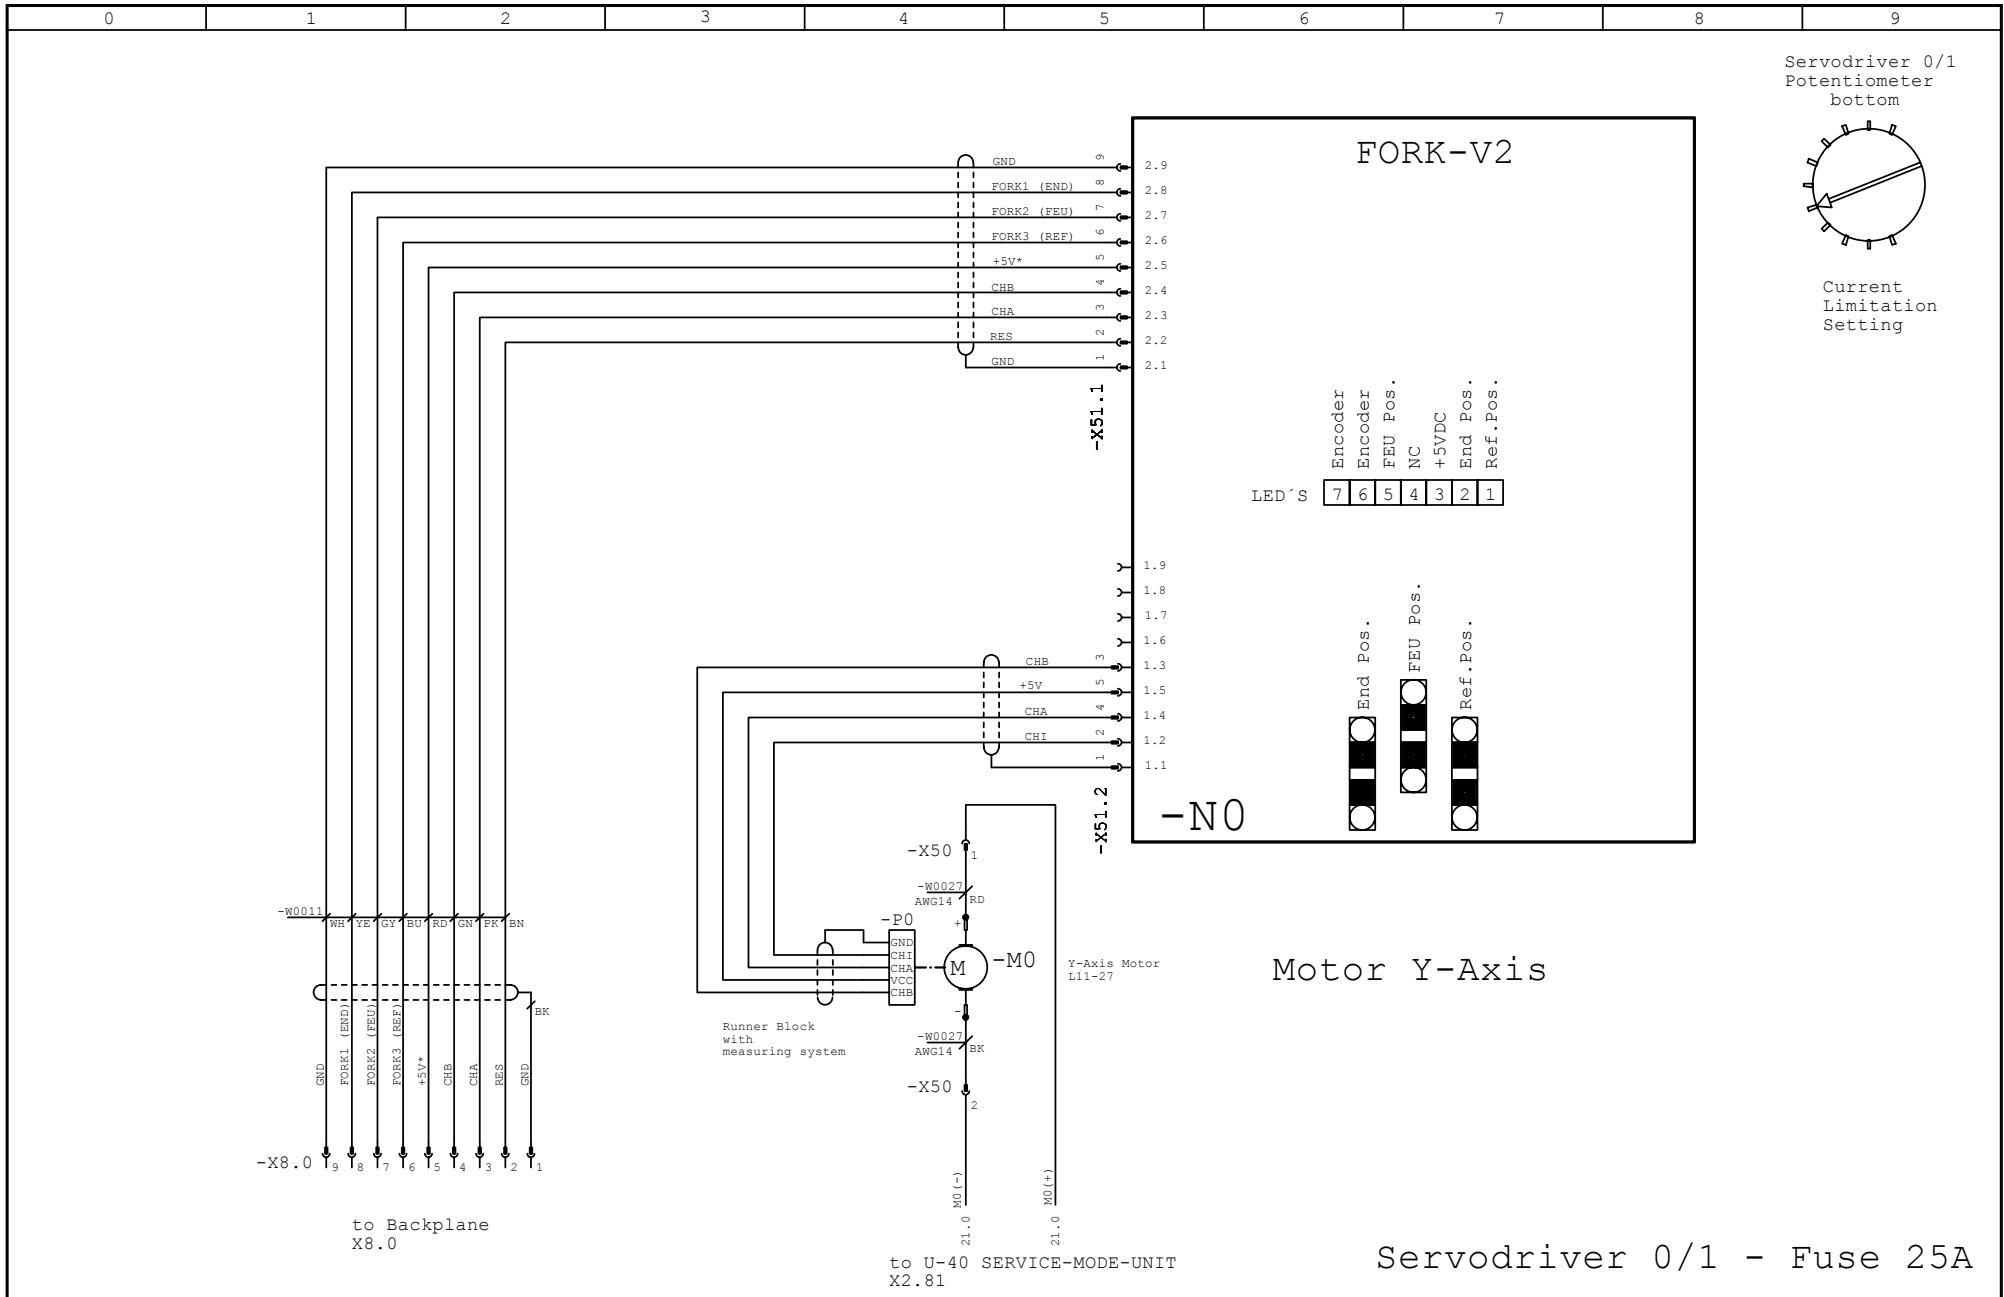 0 1 2 3 4 5 6 7 8 9
Servodriver 0/1
Potentiometer
bottom
Current
Limitation
Setting
FORK-V2
GND 9 2.9
FORK1 (END) 8 2.8
FORK2 (FEU) 7 2.7
FORK3 (REF) 6 2.6
+5V* 5 2.5
CHB 4 2.4
CHA 3 2.3
RES 2 2.2
GND 1 2.1
-X51.1
Encoder
Encoder
FEU Pos.
NC
+5VDC
End Pos.
Ref.Pos.
LED´S 7 6 5 4 3 2 1
1.9
1.8
1.7
1.6
CHB 3 1.3
+5V 5 1.5
CHA 4 1.4
CHI 2 1.2
1 1.1
-X51.2
-N0
End Pos.
FEU Pos.
Ref.Pos.
-X50 1
-W0027
AWG14 RD
-P0
GND
CHI
CHA
VCC
CHB
+
M
-M0
-
Y-Axis Motor
L11-27
Motor Y-Axis
Runner Block
with
measuring system
-W0027
AWG14 BK
-X50
2
-W0011
WH YE GY BU RD GN PK BN
BK
GND
FORK1 (END)
FORK2 (FEU)
FORK3 (REF)
+5V*
CHB
CHA
RES
GND
-X8.0 9 8 7 6 5 4 3 2 1
to Backplane
X8.0
21.0 M0(-)
21.0 M0(+)
to U-40 SERVICE-MODE-UNIT
X2.81
Servodriver 0/1 - Fuse 25A